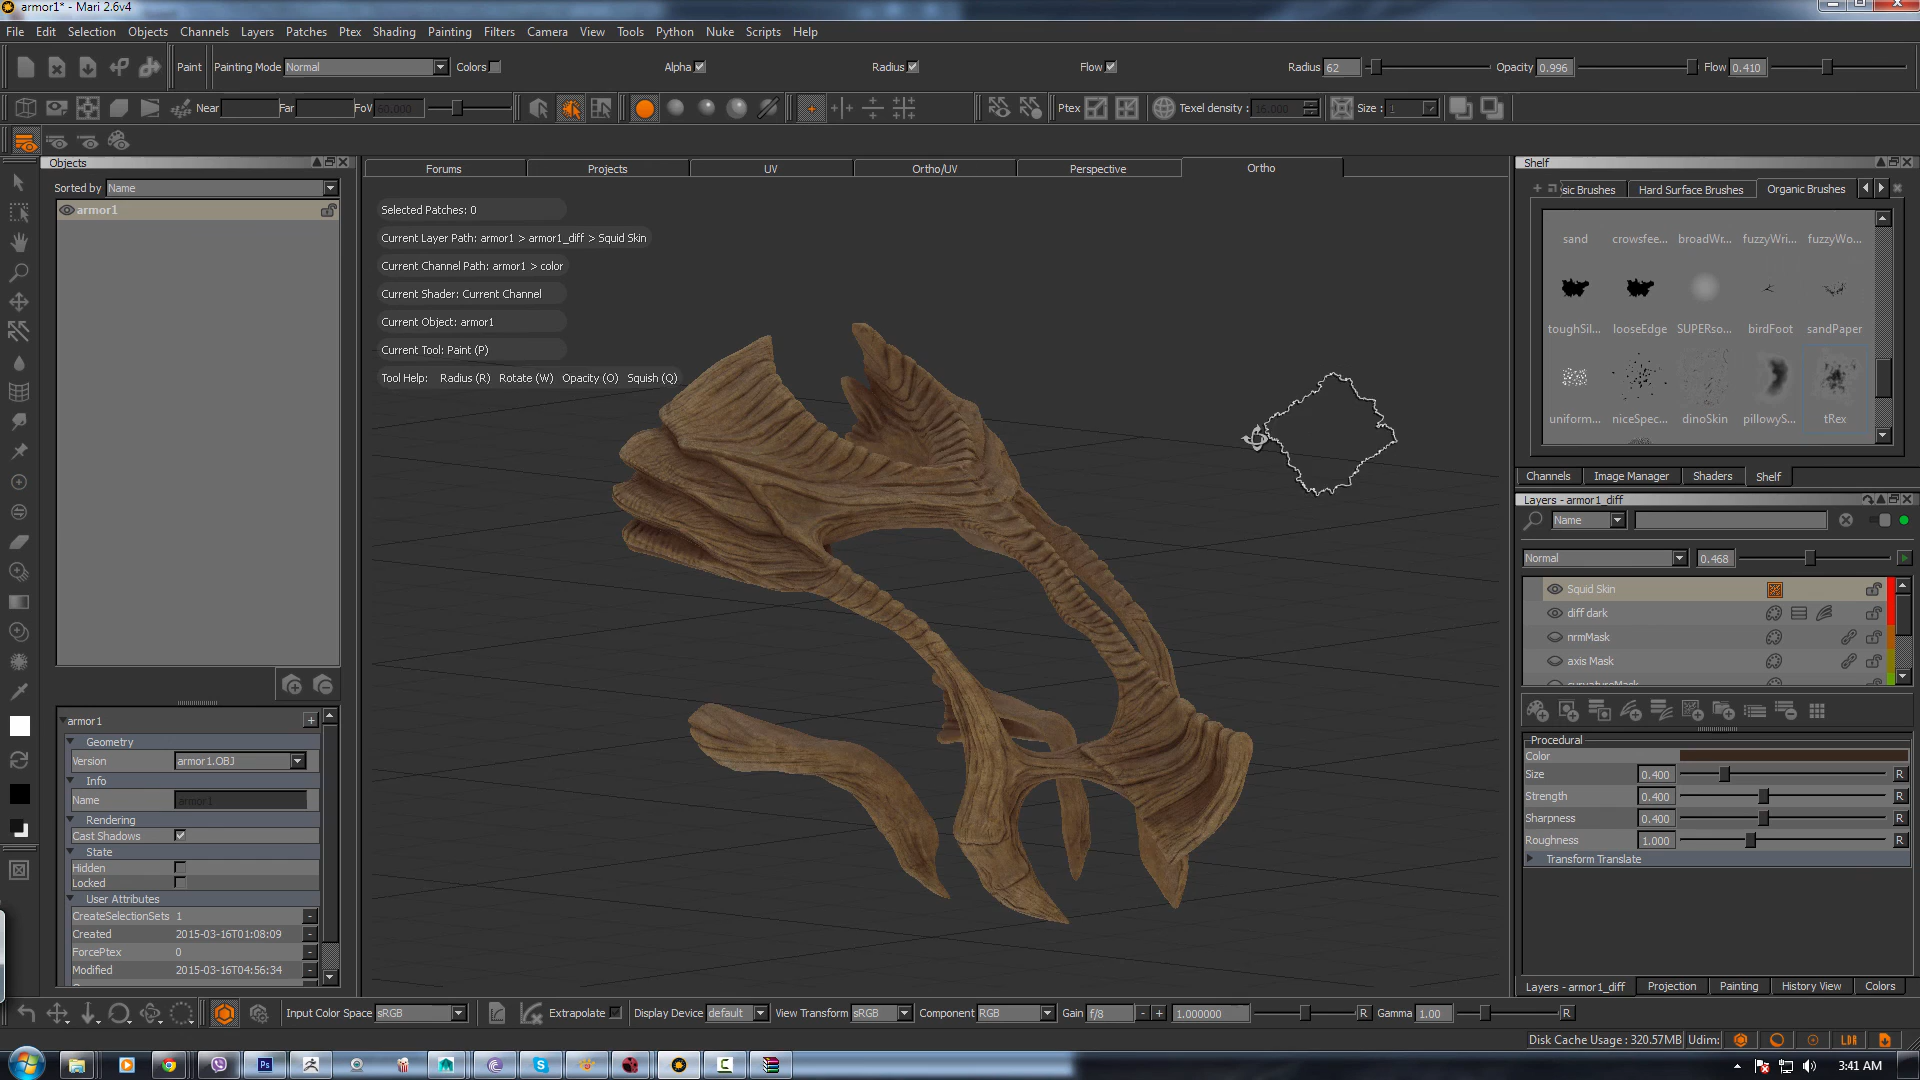 armor1* - Mari 2.6v4
File Edit Selection Objects Channels Layers Patches Ptex Shading Painting Filters Camera View Tools Python Nuke Scripts Help
Paint Painting Mode Normal Colors Alpha Radius Flow Radius 62 Opacity 0.996 Flow 0.410
Near Far FoV 60.000 Ptex Texel density : 16.000 Size : 1
Objects
Sorted by Name
armor1
Forums Projects UV Ortho/UV Perspective Ortho
Selected Patches: 0
Current Layer Path: armor1 > armor1_diff > Squid Skin
Current Channel Path: armor1 > color
Current Shader: Current Channel
Current Object: armor1
Current Tool: Paint (P)
Tool Help: Radius (R) Rotate (W) Opacity (O) Squish (Q)
Shelf
sic Brushes Hard Surface Brushes Organic Brushes
sand crowsfee... broadWr... fuzzyWri... fuzzyWo...
toughSil... looseEdge SUPERso... birdFoot sandPaper
uniform... niceSpec... dinoSkin pillowyS... tRex
Channels Image Manager Shaders Shelf
Layers - armor1_diff
Name
Normal 0.468
Squid Skin
diff dark
nrmMask
axis Mask
curvatureMask
Procedural
Color
Size 0.400 R
Strength 0.400 R
Sharpness 0.400 R
Roughness 1.000 R
Transform Translate
Layers - armor1_diff Projection Painting History View Colors
armor1
Geometry
Version armor1.OBJ
Info
Name armor1
Rendering
Cast Shadows
State
Hidden
Locked
User Attributes
CreateSelectionSets 1
Created 2015-03-16T01:08:09
ForcePtex 0
Modified 2015-03-16T04:56:34
Input Color Space sRGB Extrapolate Display Device default View Transform sRGB Component RGB Gain f/8 - + 1.000000 R Gamma 1.00 R
Disk Cache Usage : 320.57MB Udim: LDR
Ps
3:41 AM